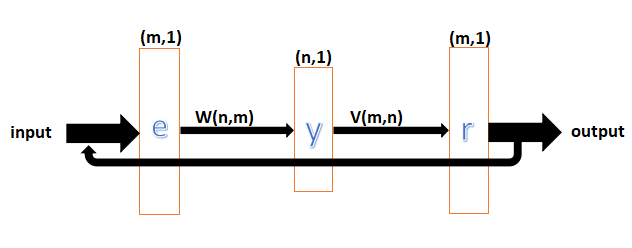 (m,1)
(n,1)
(m,1)
input
e
W(n,m)
y
V(m,n)
r
output